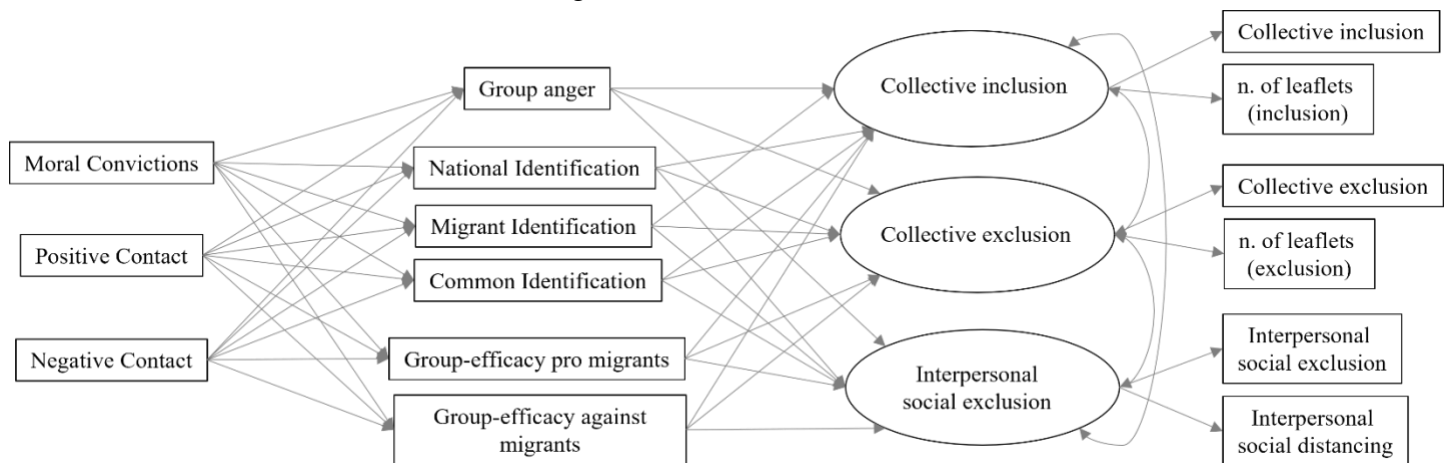 Moral Convictions
Positive Contact
Negative Contact
Group anger
National Identification
Migrant Identification
Common Identification
Group-efficacy pro migrants
Group-efficacy against
migrants
Collective inclusion
Collective exclusion
Interpersonal
social exclusion
Collective inclusion
n. of leaflets
(inclusion)
Collective exclusion
n. of leaflets
(exclusion)
Interpersonal
social exclusion
Interpersonal
social distancing